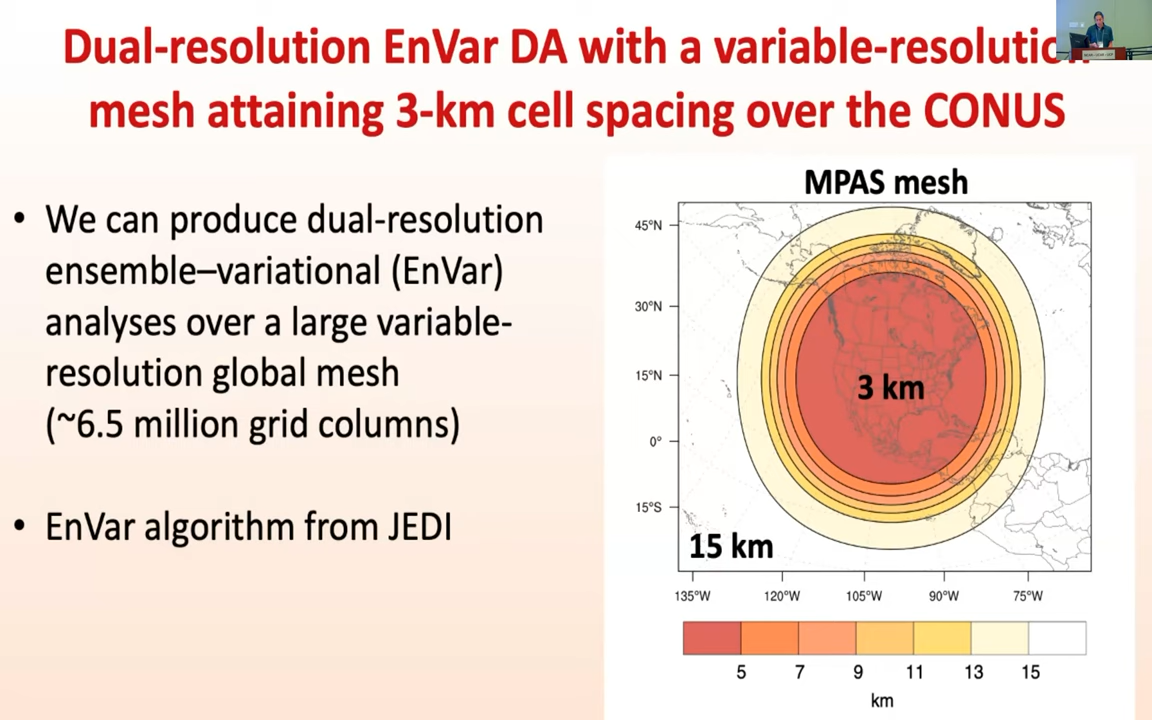 Dual-resolution EnVar DA with a variable-resolution
mesh attaining 3-km cell spacing over the CONUS
• We can produce dual-resolution
ensemble–variational (EnVar)
analyses over a large variable-
resolution global mesh
(~6.5 million grid columns)
• EnVar algorithm from JEDI
MPAS mesh
45°N
30°N
15°N
0°
15°S
3 km
15 km
135°W 120°W 105°W 90°W 75°W
5 7 9 11 13 15
km